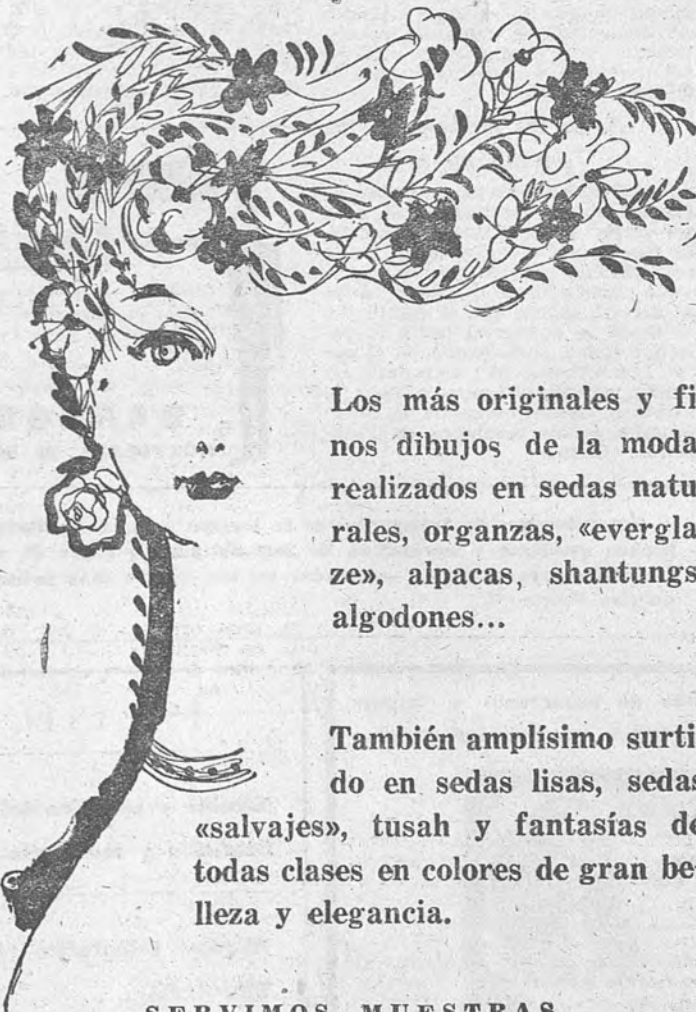 Los más originales y fi
nos dibujos de la moda
realizados en sedas natu
rales, organzas, «evergla
ze», alpacas, shantungs
algodones...
También amplísimo surti
do en sedas lisas, sedas
«salvajes», tusah y fantasías de
todas clases en colores de gran be-
lleza y elegancia.
SERVIMOS MUESTRAS